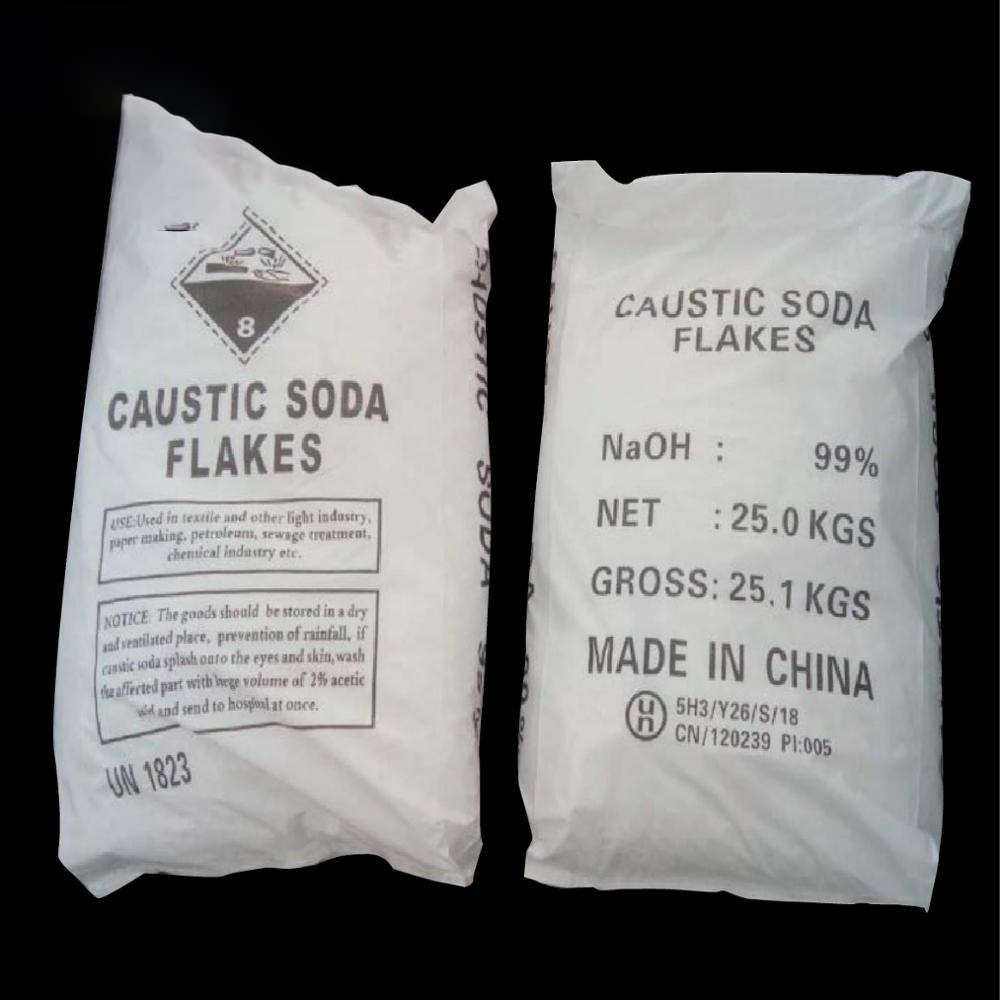 8
CAUSTIC SODA
FLAKES
USE:Used in textile and other light industry,
paper making, petroleum, sewage treatment,
chemical industry etc.
NOTICE: The goods should be stored in a dry
and ventilated place, prevention of rainfall, if
caustic soda splash onto the eyes and skin, wash
the affected part with volume of 2% acetic
and send to hospital at once.
UN 1823
CAUSTIC SODA
CAUSTIC SODA
FLAKES
NaOH : 99%
NET : 25.0 KGS
GROSS: 25.1 KGS
MADE IN CHINA
un 5H3/Y26/S/18
CN/120239 PI:005